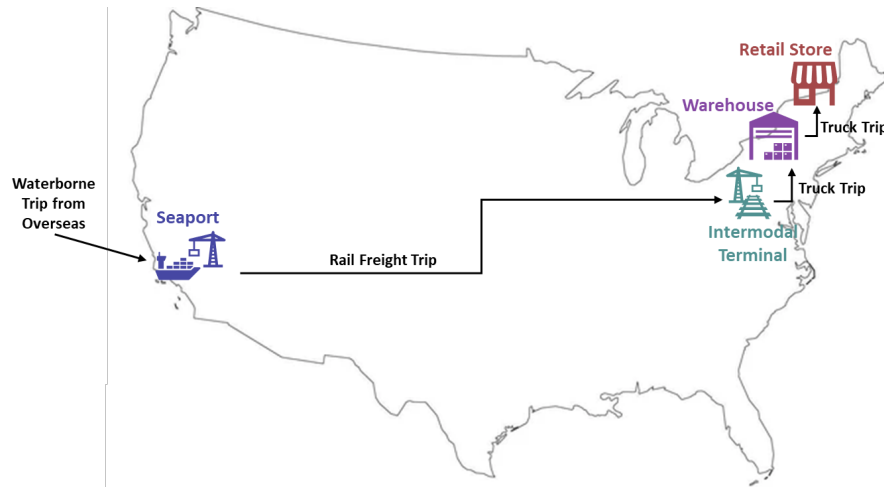 Retail Store
Warehouse
Truck Trip
Waterborne
Trip from
Overseas
Seaport
Truck Trip
Intermodal
Terminal
Rail Freight Trip